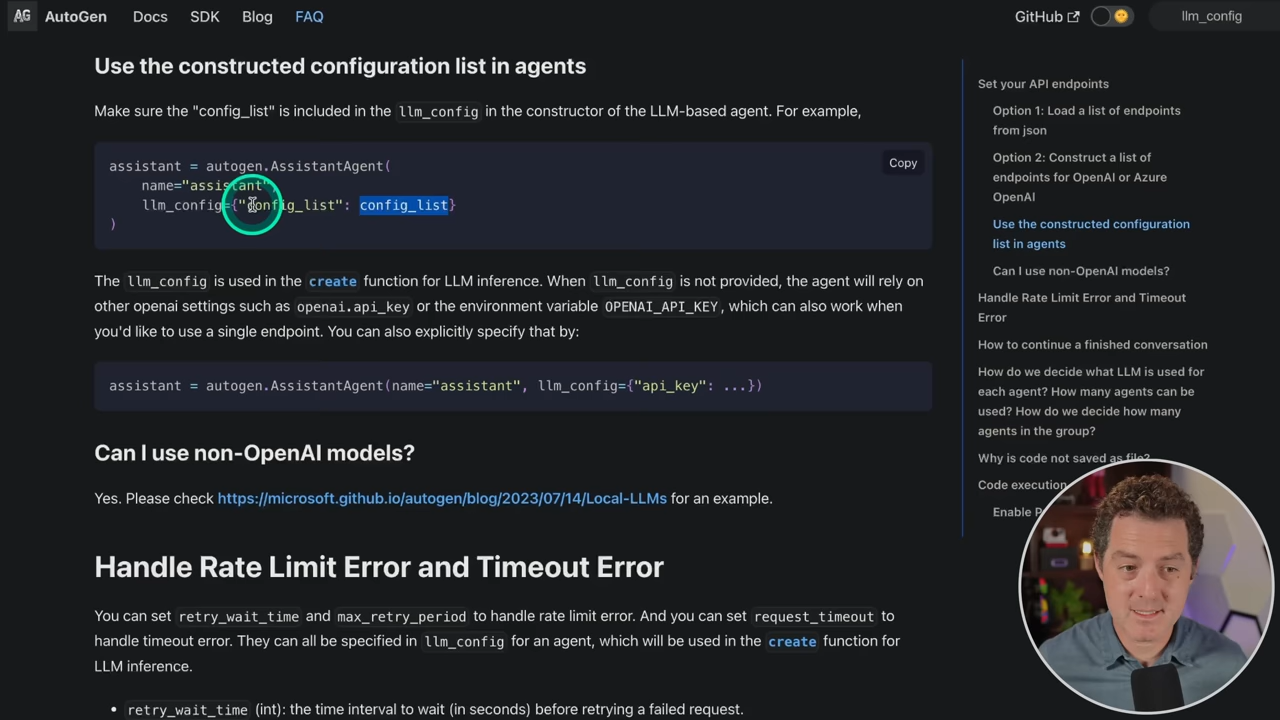 AG AutoGen Docs SDK Blog FAQ GitHub llm_config
Use the constructed configuration list in agents
Make sure the "config_list" is included in the llm_config in the constructor of the LLM-based agent. For example,
assistant = autogen.AssistantAgent(
Copy
name="assistant",
llm_config={"config_list": config_list}
)
The llm_config is used in the create function for LLM inference. When llm_config is not provided, the agent will rely on
other openai settings such as openai.api_key or the environment variable OPENAI_API_KEY, which can also work when
you'd like to use a single endpoint. You can also explicitly specify that by:
assistant = autogen.AssistantAgent(name="assistant", llm_config={"api_key": ...})
Can I use non-OpenAI models?
Yes. Please check https://microsoft.github.io/autogen/blog/2023/07/14/Local-LLMs for an example.
Handle Rate Limit Error and Timeout Error
You can set retry_wait_time and max_retry_period to handle rate limit error. And you can set request_timeout to
handle timeout error. They can all be specified in llm_config for an agent, which will be used in the create function for
LLM inference.
• retry_wait_time (int): the time interval to wait (in seconds) before retrying a failed request.
Set your API endpoints
Option 1: Load a list of endpoints
from json
Option 2: Construct a list of
endpoints for OpenAI or Azure
OpenAI
Use the constructed configuration
list in agents
Can I use non-OpenAI models?
Handle Rate Limit Error and Timeout
Error
How to continue a finished conversation
How do we decide what LLM is used for
each agent? How many agents can be
used? How do we decide how many
agents in the group?
Why is code not saved as file?
Code execution
Enable